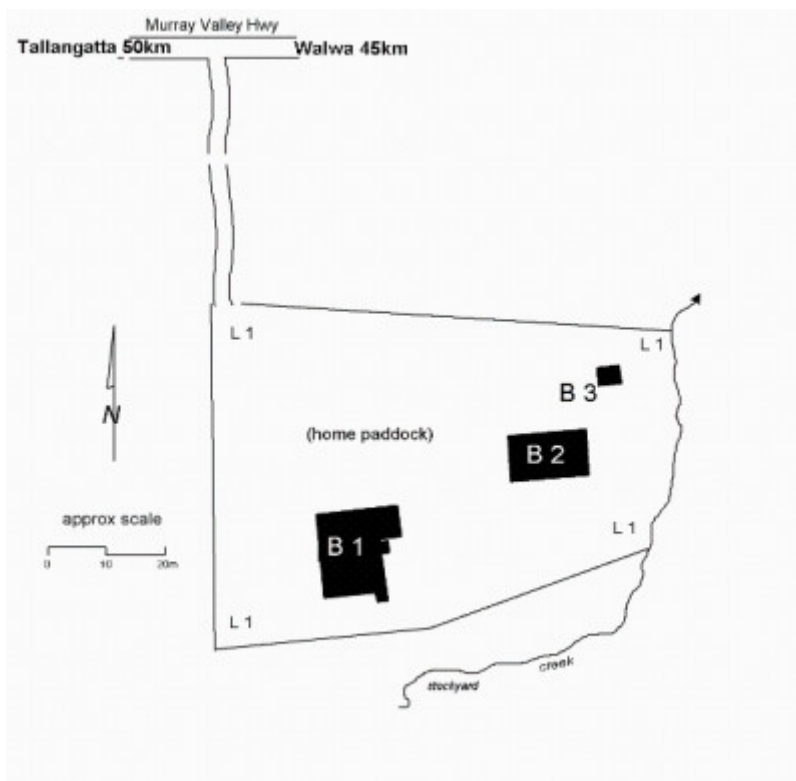 Murray Valley Hwy
Tallangatta 50km
Walwa 45km
L 1
L 1
B 3
(home paddock)
N
B 2
approx scale
0 10 20m
B 1
L 1
L 1
creek
stockyard